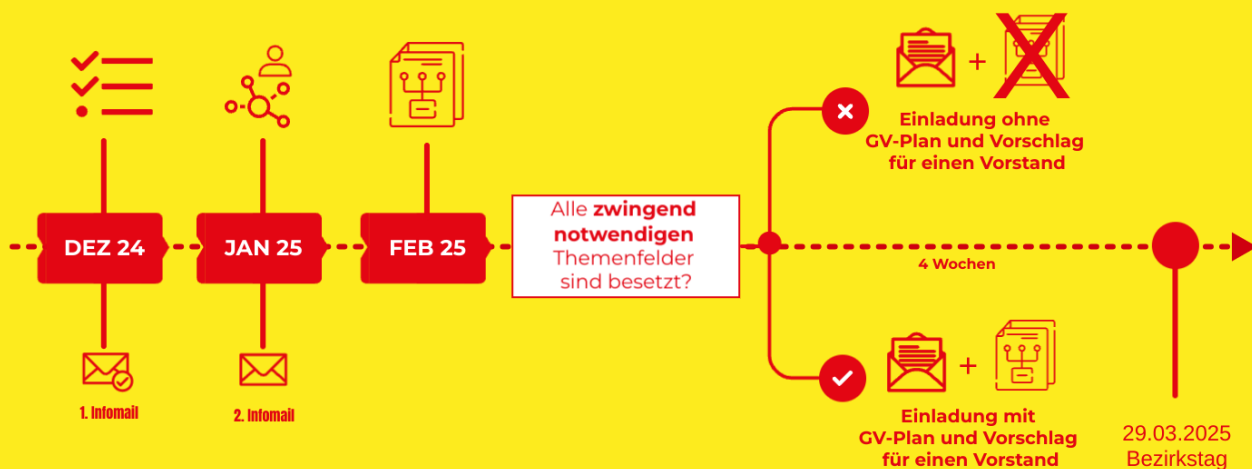 DEZ 24
1. Infomail
JAN 25
2. Infomail
FEB 25
Alle zwingend
notwendigen
Themenfelder
sind besetzt?
Einladung ohne
GV-Plan und Vorschlag
für einen Vorstand
4 Wochen
Einladung mit
GV-Plan und Vorschlag
für einen Vorstand
29.03.2025
Bezirkstag